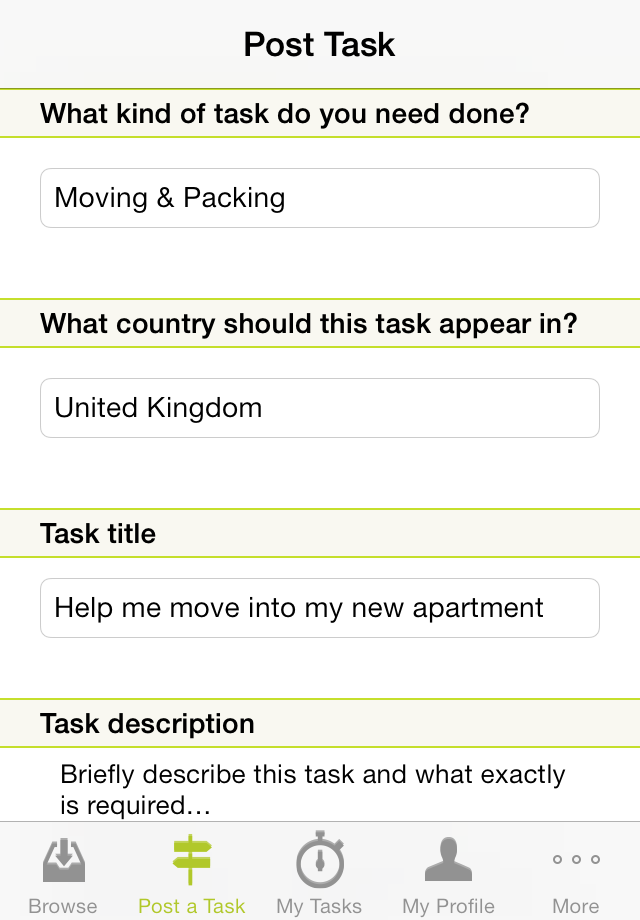 Post Task
What kind of task do you need done?
Moving & Packing
What country should this task appear in?
United Kingdom
Task title
Help me move into my new apartment
Task description
Briefly describe this task and what exactly
is required...
Browse
Post a Task
My Tasks
My Profile
More